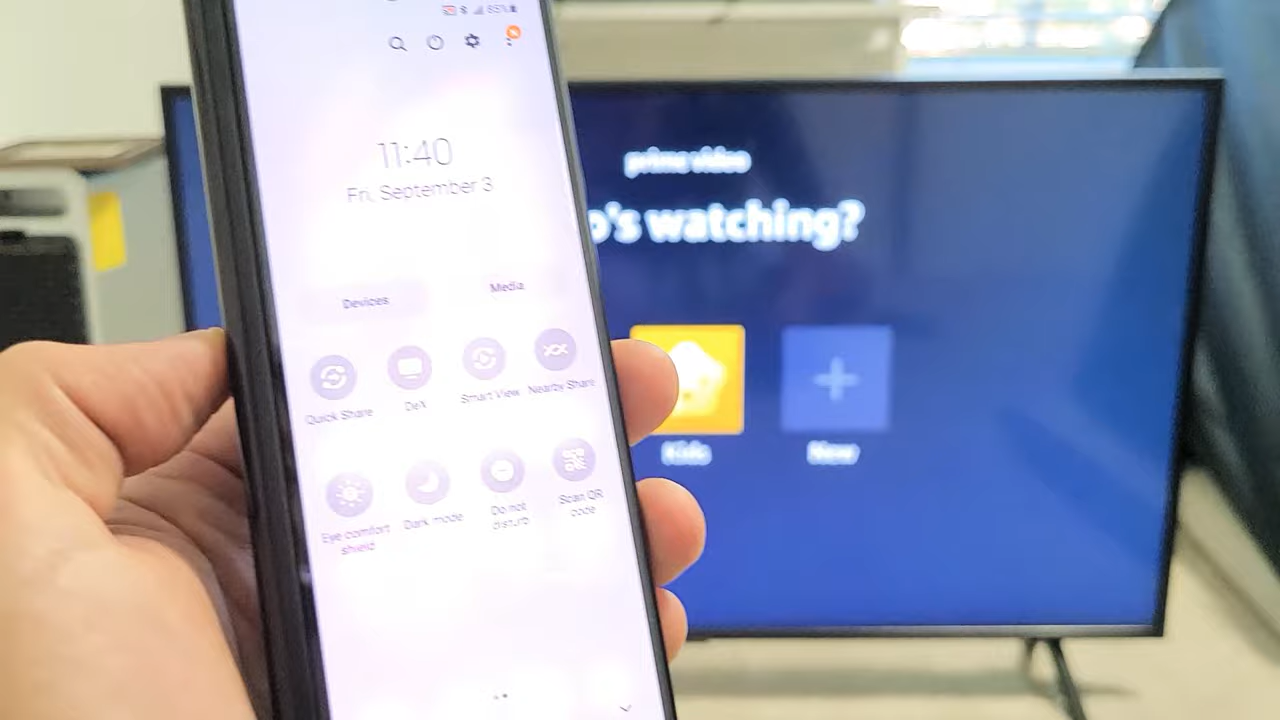 85%
11:40
Fri, September 3
Devices
Media
Quick Share
DeX
Smart View
Nearby Share
Eye comfort
shield
Dark mode
Do not
disturb
Scan QR
code
prime video
o's watching?
Kids
New